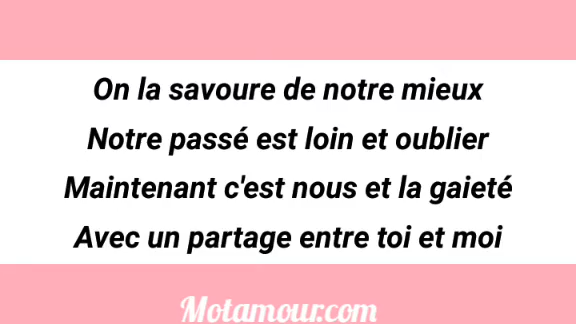 On la savoure de notre mieux
Notre passé est loin et oublier
Maintenant c'est nous et la gaieté
Avec un partage entre toi et moi
Motamour.com